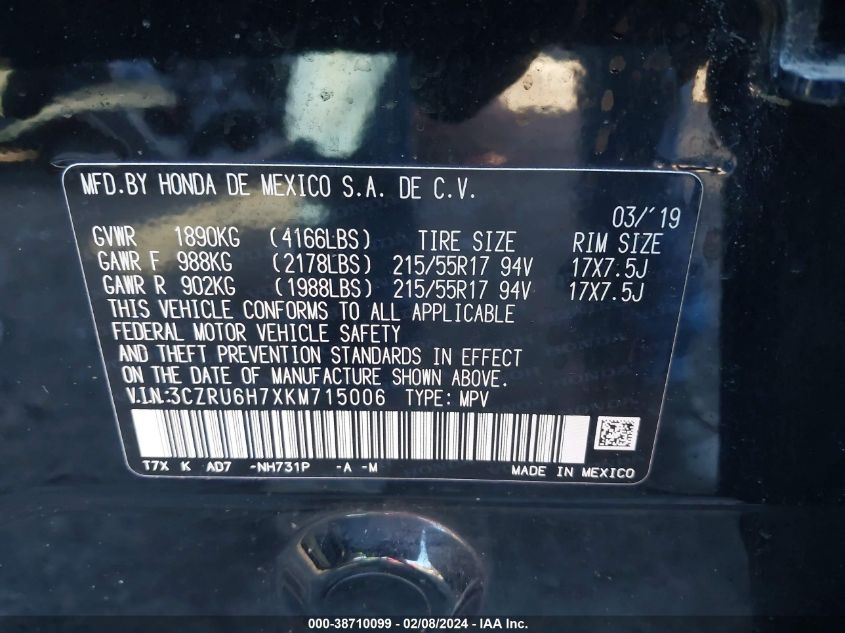 MFD.BY HONDA DE MEXICO S.A. DE C.V.
03/'19
GVWR 1890KG (4166LBS) TIRE SIZE RIM SIZE
GAWR F 988KG (2178LBS) 215/55R17 94V 17X7.5J
GAWR R 902KG (1988LBS) 215/55R17 94V 17X7.5J
THIS VEHICLE CONFORMS TO ALL APPLICABLE
FEDERAL MOTOR VEHICLE SAFETY
AND THEFT PREVENTION STANDARDS IN EFFECT
ON THE DATE OF MANUFACTURE SHOWN ABOVE.
V.I.N:3CZRU6H7XKM715006 TYPE: MPV
T7X K AD7 -NH731P -A -M MADE IN MEXICO
000-38710099 - 02/08/2024 - IAA Inc.